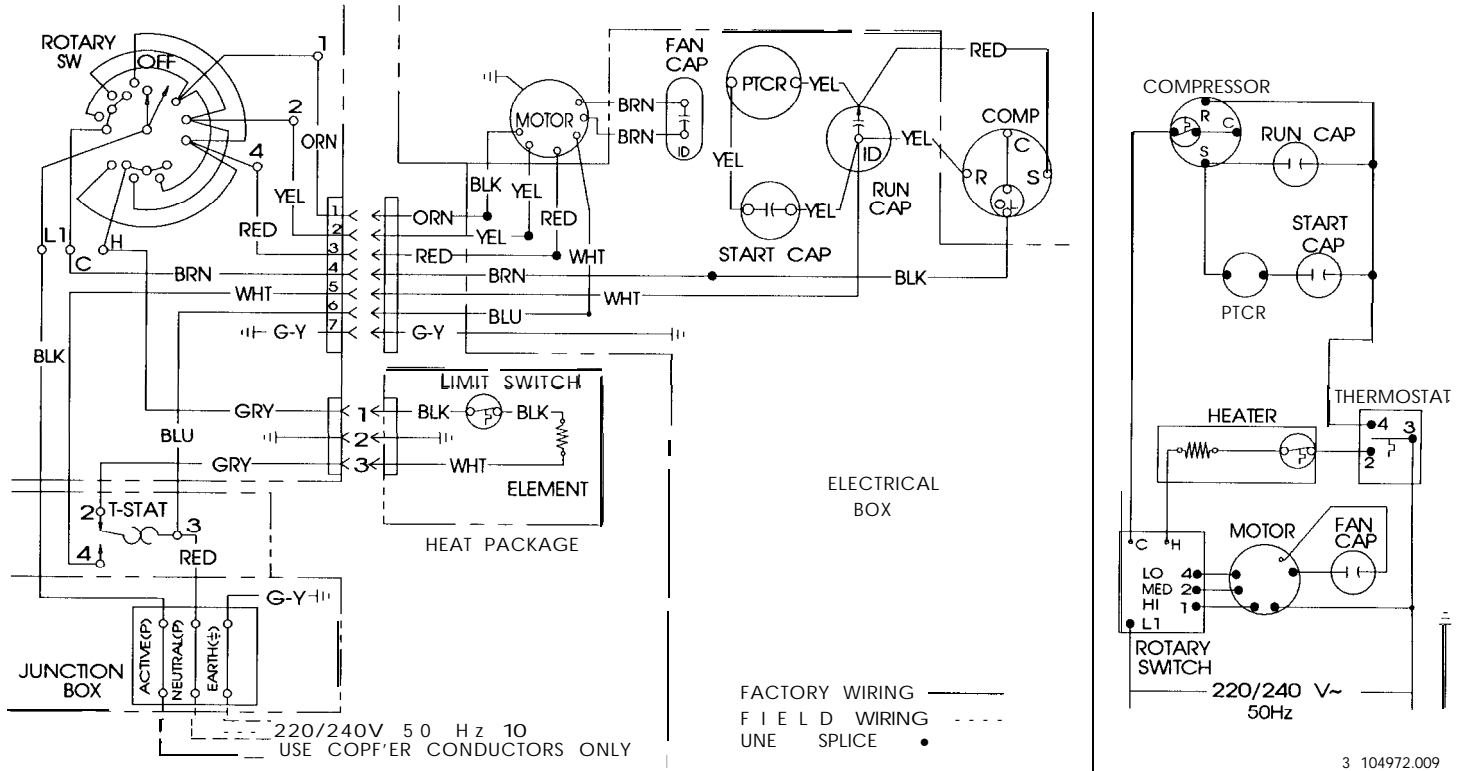 ROTARY
SW
OFF
1
2
4
ORN
YEL
RED
L1
C
H
BRN
WHT
G-Y
BLK
BLU
GRY
GRY
1
2
3
4
5
6
7
ORN
YEL
RED
BRN
WHT
BLU
G-Y
MOTOR
BLK
YEL
RED
WHT
BRN
BRN
FAN
CAP
ID
PTCR
YEL
YEL
YEL
START CAP
ID
RUN
CAP
YEL
RED
COMP
C
R
S
BLK
1
2
3
LIMIT SWITCH
BLK
BLK
WHT
ELEMENT
HEAT PACKAGE
2
T-STAT
3
4
RED
G-Y
ACTIVE(P)
NEUTRAL(P)
EARTH(⏚)
JUNCTION
BOX
220/240V 50 Hz 10
USE COPF'ER CONDUCTORS ONLY
ELECTRICAL
BOX
FACTORY WIRING
FIELD WIRING
UNE SPLICE
COMPRESSOR
R
C
S
RUN CAP
START
CAP
PTCR
THERMOSTAT
4
3
2
HEATER
C
H
LO 4
MED 2
HI 1
L1
MOTOR
FAN
CAP
ROTARY
SWITCH
220/240 V~
50Hz
3 104972.009